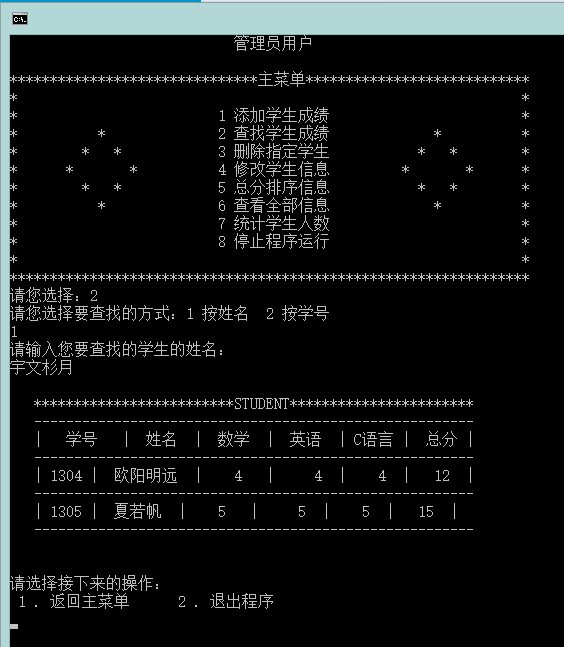 C:\.
管理员用户
*******************************主菜单****************************
* *
* 1 添加学生成绩 *
* * 2 查找学生成绩 * *
* * * 3 删除指定学生 * * *
* * * 4 修改学生信息 * * *
* * * 5 总分排序信息 * * *
* * 6 查看全部信息 * *
* 7 统计学生人数 *
* 8 停止程序运行 *
* *
*****************************************************************
请您选择：2
请您选择要查找的方式：1 按姓名 2 按学号
1
请输入您要查找的学生的姓名：
宇文杉月
*************************STUDENT***********************
-------------------------------------------------------
| 学号 | 姓名 | 数学 | 英语 | C语言 | 总分 |
-------------------------------------------------------
| 1304 | 欧阳明远 | 4 | 4 | 4 | 12 |
-------------------------------------------------------
| 1305 | 夏若帆 | 5 | 5 | 5 | 15 |
-------------------------------------------------------
请选择接下来的操作：
1 . 返回主菜单 2 . 退出程序